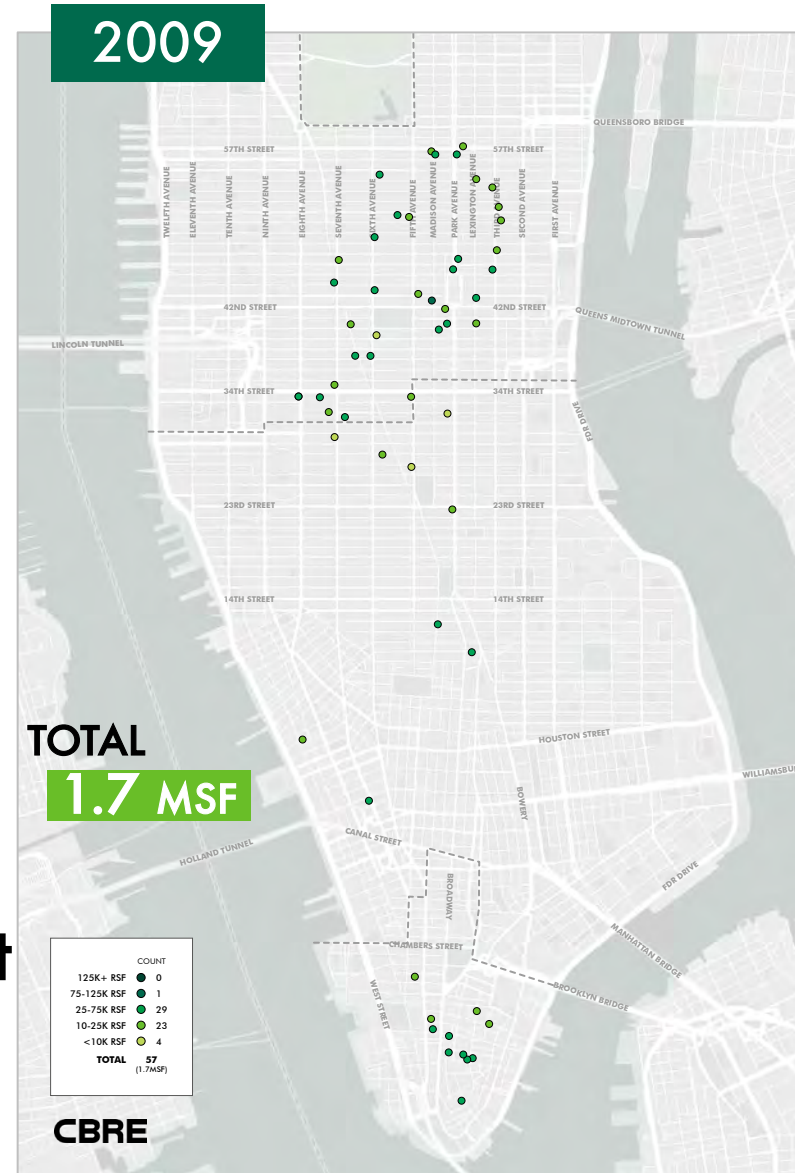 2009
QUEENSBORO BRIDGE
57TH STREET
57TH STREET
TWELFTH AVENUE
ELEVENTH AVENUE
TENTH AVENUE
NINTH AVENUE
EIGHTH AVENUE
SEVENTH AVENUE
SIXTH AVENUE
FIFTH AVENUE
MADISON AVENUE
PARK AVENUE
LEXINGTON AVENUE
THIRD AVENUE
SECOND AVENUE
FIRST AVENUE
42ND STREET
42ND STREET
QUEENS MIDTOWN TUNNEL
LINCOLN TUNNEL
34TH STREET
34TH STREET
FDR DRIVE
23RD STREET
23RD STREET
14TH STREET
14TH STREET
TOTAL
1.7 MSF
HOUSTON STREET
WILLIAMSBU
BOWERY
CANAL STREET
HOLLAND TUNNEL
FDR DRIVE
BROADWAY
MANHATTAN BRIDGE
CHAMBERS STREET
BROOKLYN BRIDGE
WEST STREET
COUNT
125K+ RSF 0
75-125K RSF 1
25-75K RSF 29
10-25K RSF 23
<10K RSF 4
TOTAL 57
(1.7MSF)
CBRE